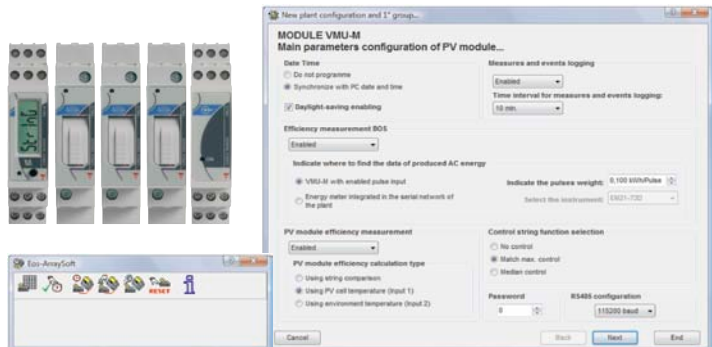 New plant configuration and 1° group...
MODULE VMU-M
Main parameters configuration of PV module...
Date Time
Do not programme
Synchronize with PC date and time
Daylight-saving enabling
Measures and events logging
Enabled
Time interval for measures and events logging:
10 min.
Efficiency measurement BOS
Enabled
Indicate where to find the data of produced AC energy
VMU-M with enabled pulse input
Energy meter integrated in the serial network of the plant
Indicate the pulses weight:
0,100 kWh/Pulse
Select the instrument:
EM21-72D
PV module efficiency measurement
Enabled
PV module efficiency calculation type
Using string comparison
Using PV cell temperature (Input 1)
Using environment temperature (Input 2)
Control string function selection
No control
Match max. control
Median control
Password
0
RS485 configuration
115200 baud
Cancel
Back
Next
End
StrInG
Eos-ArraySoft
RESET